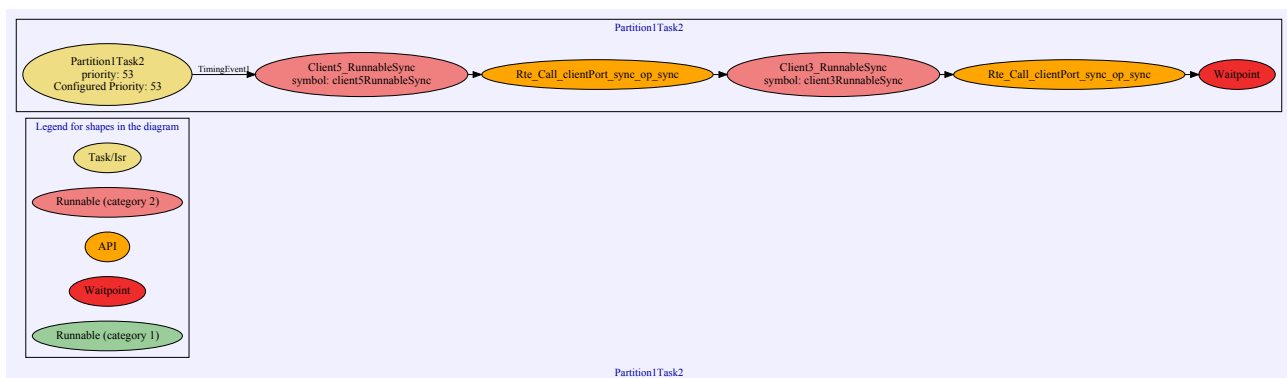 Partition1Task2
Partition1Task2
priority: 53
Configured Priority: 53
TimingEvent1
Client5_RunnableSync
symbol: client5RunnableSync
Rte_Call_clientPort_sync_op_sync
Client3_RunnableSync
symbol: client3RunnableSync
Rte_Call_clientPort_sync_op_sync
Waitpoint
Legend for shapes in the diagram
Task/Isr
Runnable (category 2)
API
Waitpoint
Runnable (category 1)
Partition1Task2